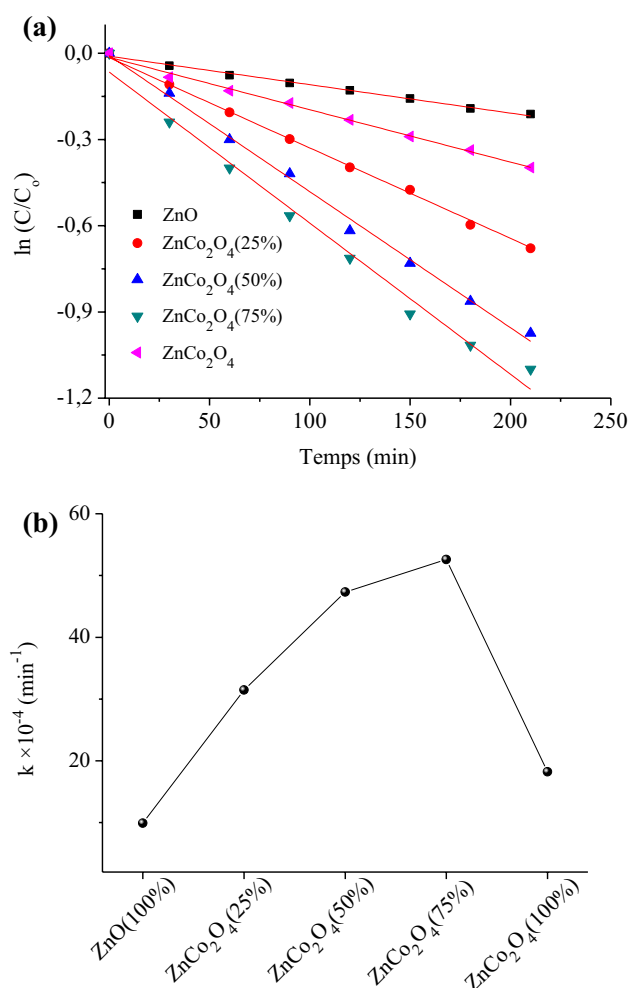 (a)
0,0
-0,3
-0,6
-0,9
-1,2
ln (C/C₀)
ZnO
ZnCo₂O₄(25%)
ZnCo₂O₄(50%)
ZnCo₂O₄(75%)
ZnCo₂O₄
0 50 100 150 200 250
Temps (min)
(b)
60
40
20
k ×10⁻⁴ (min⁻¹)
ZnO(100%)
ZnCo₂O₄(25%)
ZnCo₂O₄(50%)
ZnCo₂O₄(75%)
ZnCo₂O₄(100%)